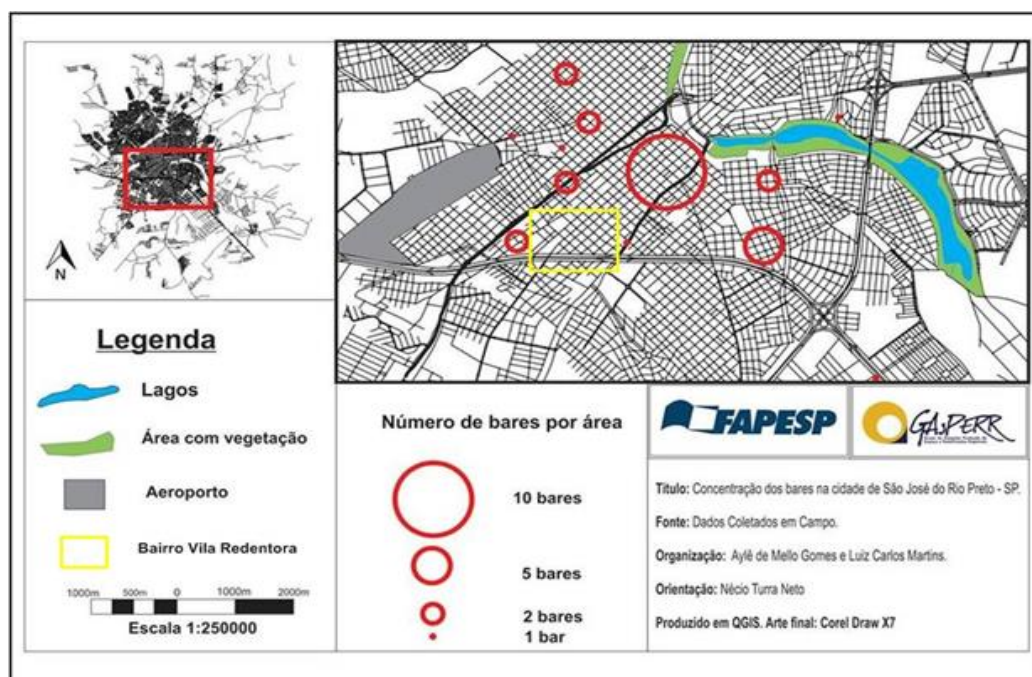 N
Legenda
Lagos
Área com vegetação
Aeroporto
Bairro Vila Redentora
1000m 500m 0 1000m 2000m
Escala 1:250000
Número de bares por área
10 bares
5 bares
2 bares
1 bar
FAPESP
GAsPERR
Titulo: Concentração dos bares na cidade de São José do Rio Preto - SP.
Fonte: Dados Coletados em Campo.
Organização: Aylê de Mello Gomes e Luiz Carlos Martins.
Orientação: Nécio Turra Neto
Produzido em QGIS. Arte final: Corel Draw X7